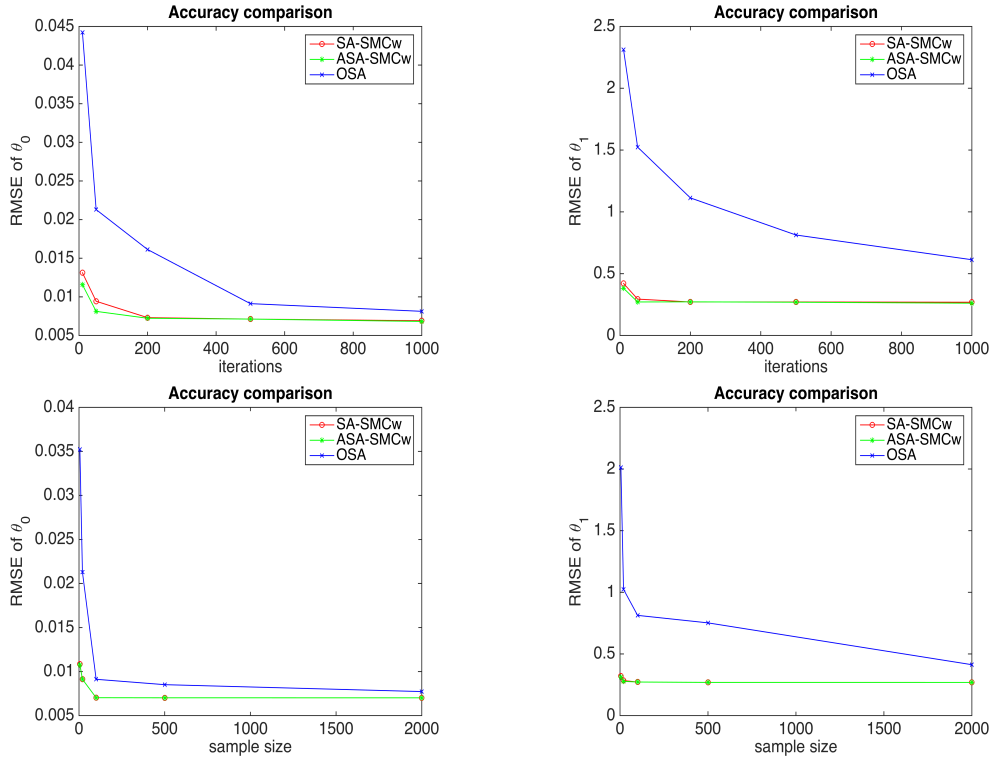 Accuracy comparison
0.045
0.04
0.035
0.03
0.025
0.02
0.015
0.01
0.005
RMSE of θ0
SA-SMCw
ASA-SMCw
OSA
0 200 400 600 800 1000
iterations
Accuracy comparison
2.5
2
1.5
1
0.5
0
RMSE of θ1
SA-SMCw
ASA-SMCw
OSA
0 200 400 600 800 1000
iterations
Accuracy comparison
0.04
0.035
0.03
0.025
0.02
0.015
0.01
0.005
RMSE of θ0
SA-SMCw
ASA-SMCw
OSA
0 500 1000 1500 2000
sample size
Accuracy comparison
2.5
2
1.5
1
0.5
0
RMSE of θ1
SA-SMCw
ASA-SMCw
OSA
0 500 1000 1500 2000
sample size